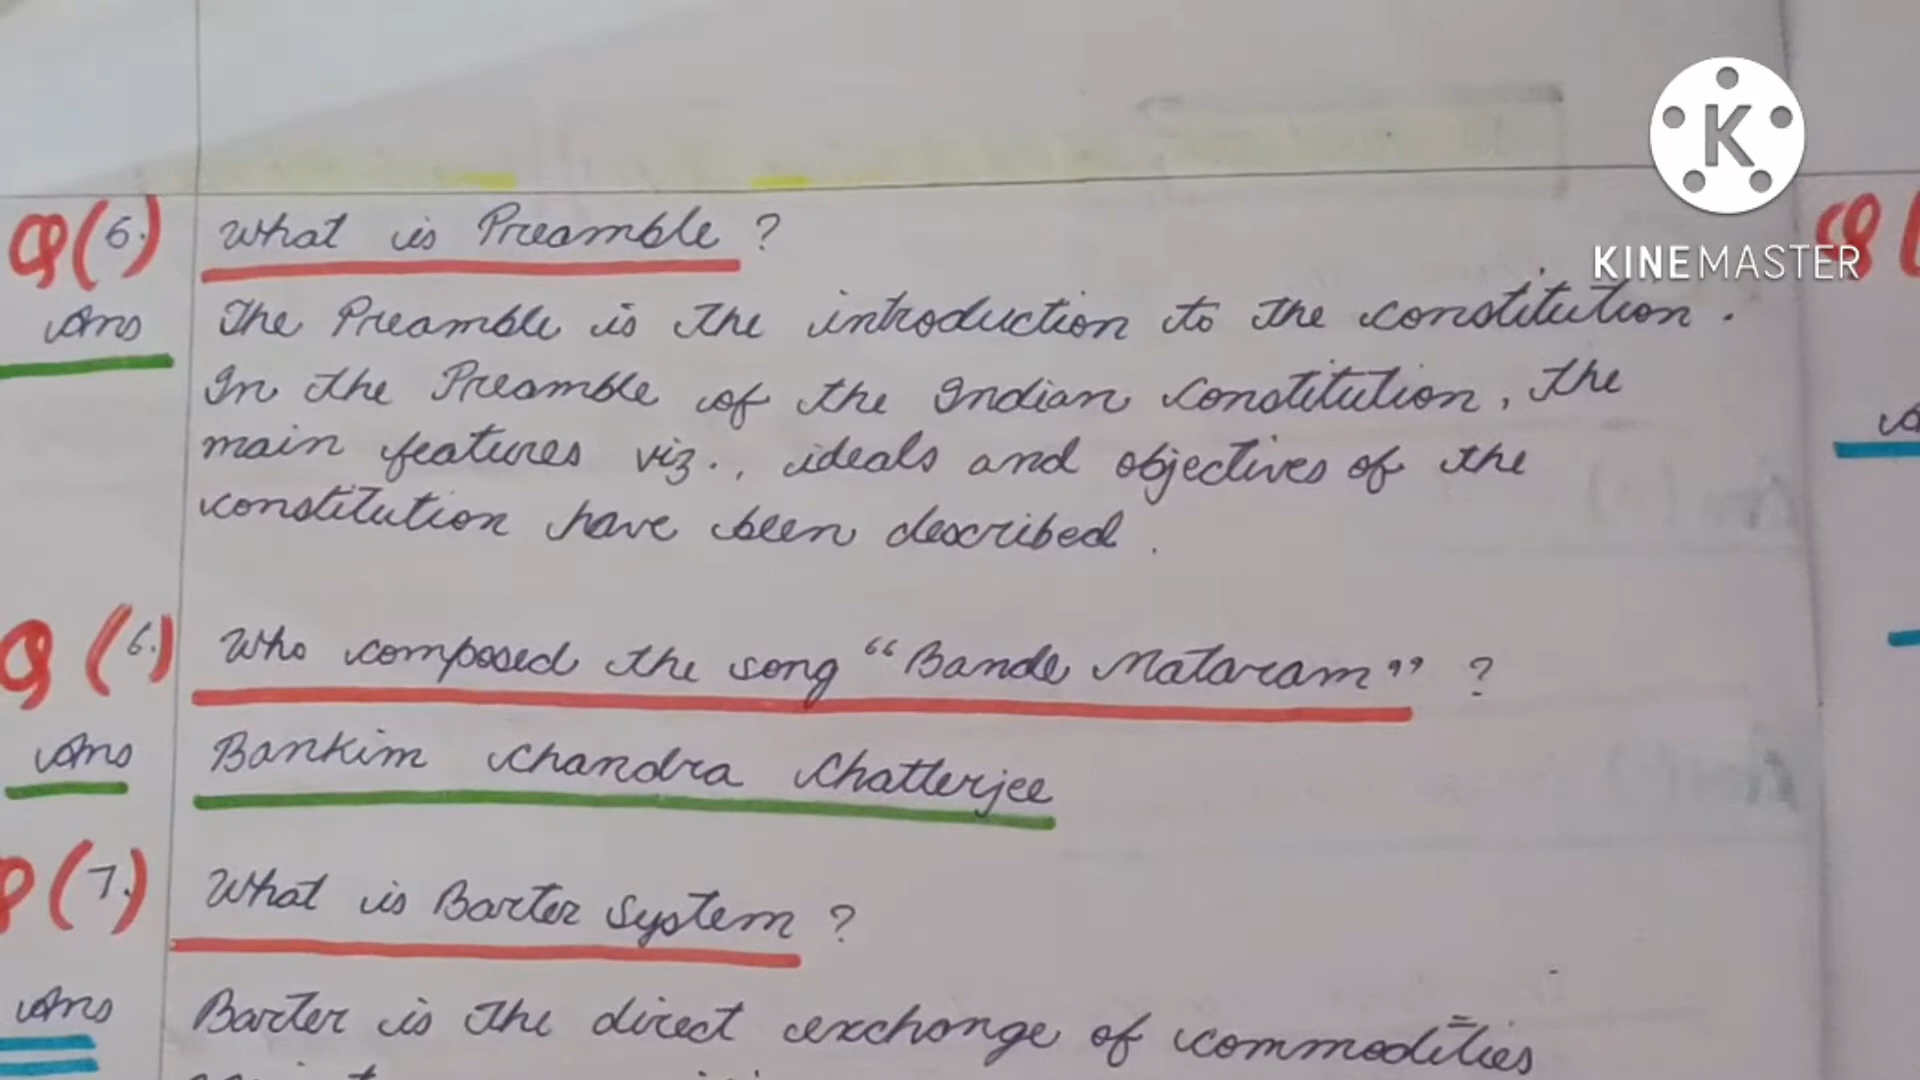 Q(5.) What is Preamble ?
Ans The Preamble is the introduction to the constitution.
In the Preamble of the Indian constitution, the
main features viz., ideals and objectives of the
constitution have been described.
Q(6.) Who composed the song "Bande Mataram" ?
Ans Bankim Chandra Chatterjee
Q(7.) What is Barter System ?
Ans Barter is the direct exchange of commodities
K
KINEMASTER
Q(